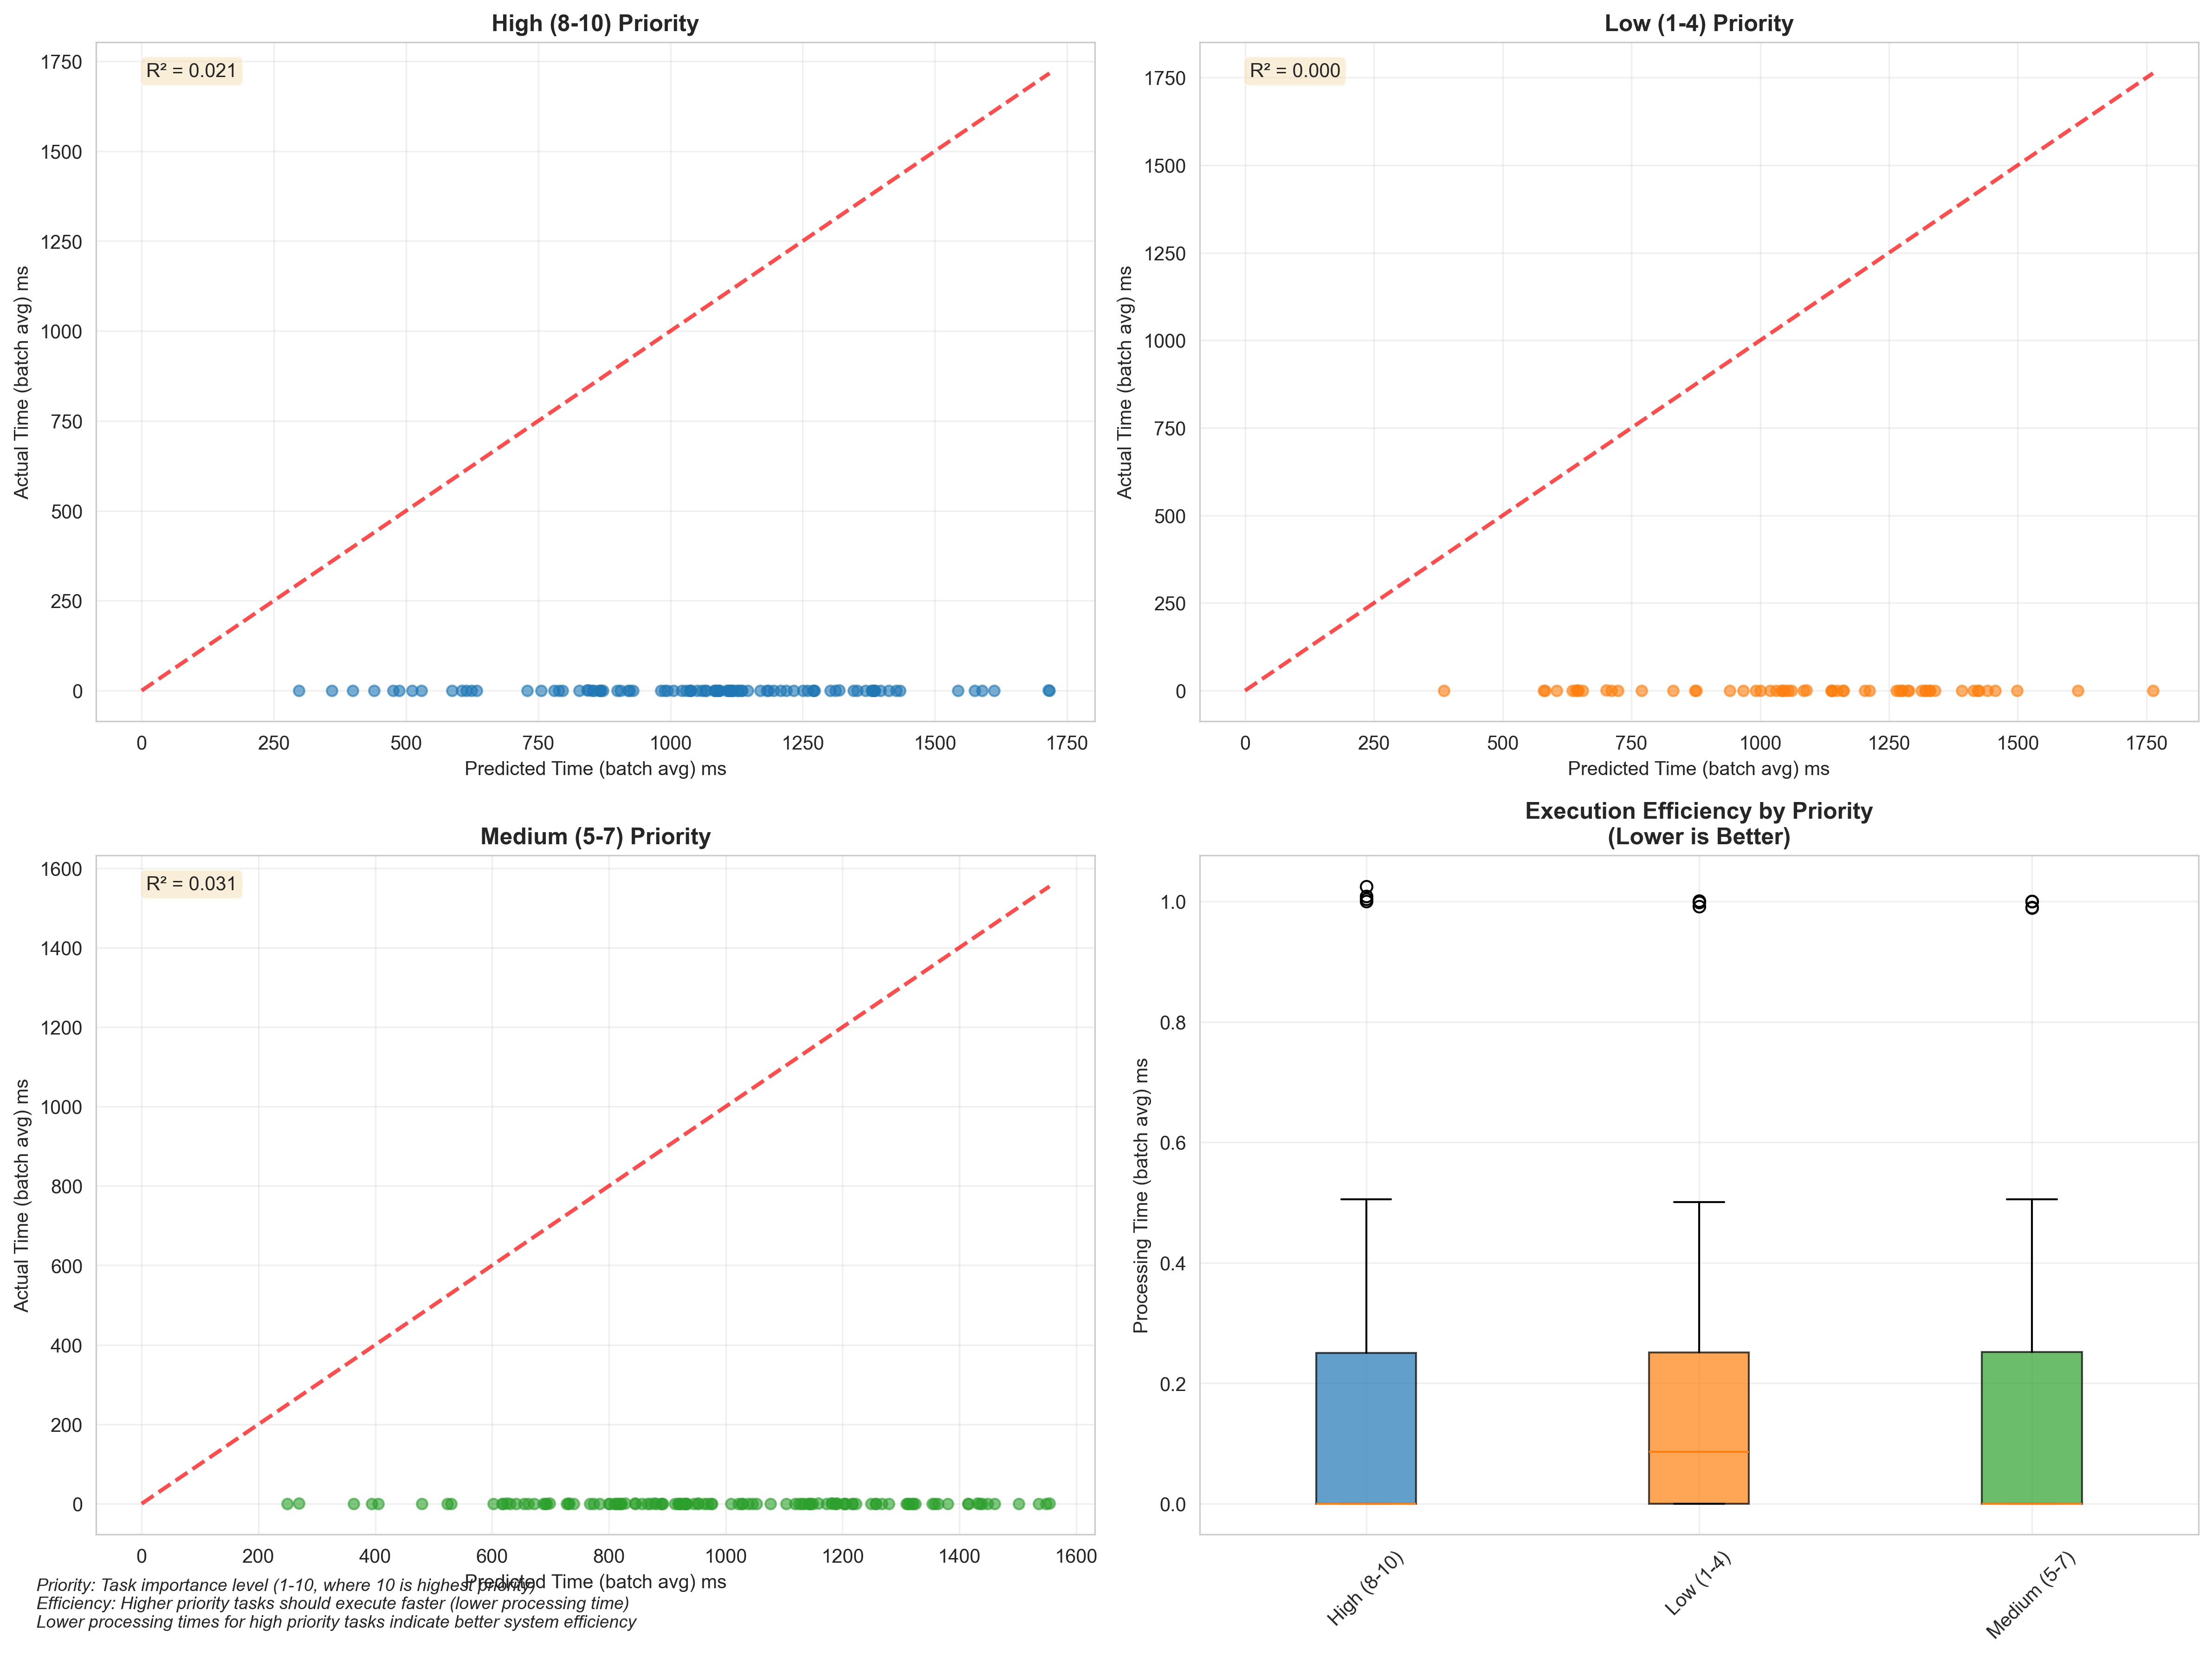 High (8-10) Priority
R² = 0.021
1750
1500
1250
1000
750
500
250
0
Actual Time (batch avg) ms
0 250 500 750 1000 1250 1500 1750
Predicted Time (batch avg) ms
Low (1-4) Priority
R² = 0.000
1750
1500
1250
1000
750
500
250
0
Actual Time (batch avg) ms
0 250 500 750 1000 1250 1500 1750
Predicted Time (batch avg) ms
Medium (5-7) Priority
R² = 0.031
1600
1400
1200
1000
800
600
400
200
0
Actual Time (batch avg) ms
0 200 400 600 800 1000 1200 1400 1600
Predicted Time (batch avg) ms
Execution Efficiency by Priority
(Lower is Better)
1.0
0.8
0.6
0.4
0.2
0.0
Processing Time (batch avg) ms
High (8-10)
Low (1-4)
Medium (5-7)
Priority: Task importance level (1-10, where 10 is highest priority)
Efficiency: Higher priority tasks should execute faster (lower processing time)
Lower processing times for high priority tasks indicate better system efficiency